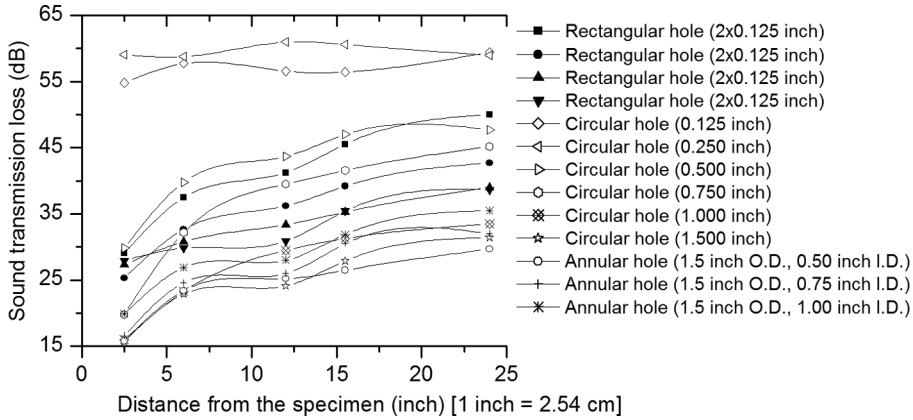 65
55
45
35
25
15
0
5
10
15
20
25
Sound transmission loss (dB)
Distance from the specimen (inch) [1 inch = 2.54 cm]
Rectangular hole (2x0.125 inch)
Rectangular hole (2x0.125 inch)
Rectangular hole (2x0.125 inch)
Rectangular hole (2x0.125 inch)
Circular hole (0.125 inch)
Circular hole (0.250 inch)
Circular hole (0.500 inch)
Circular hole (0.750 inch)
Circular hole (1.000 inch)
Circular hole (1.500 inch)
Annular hole (1.5 inch O.D., 0.50 inch I.D.)
Annular hole (1.5 inch O.D., 0.75 inch I.D.)
Annular hole (1.5 inch O.D., 1.00 inch I.D.)